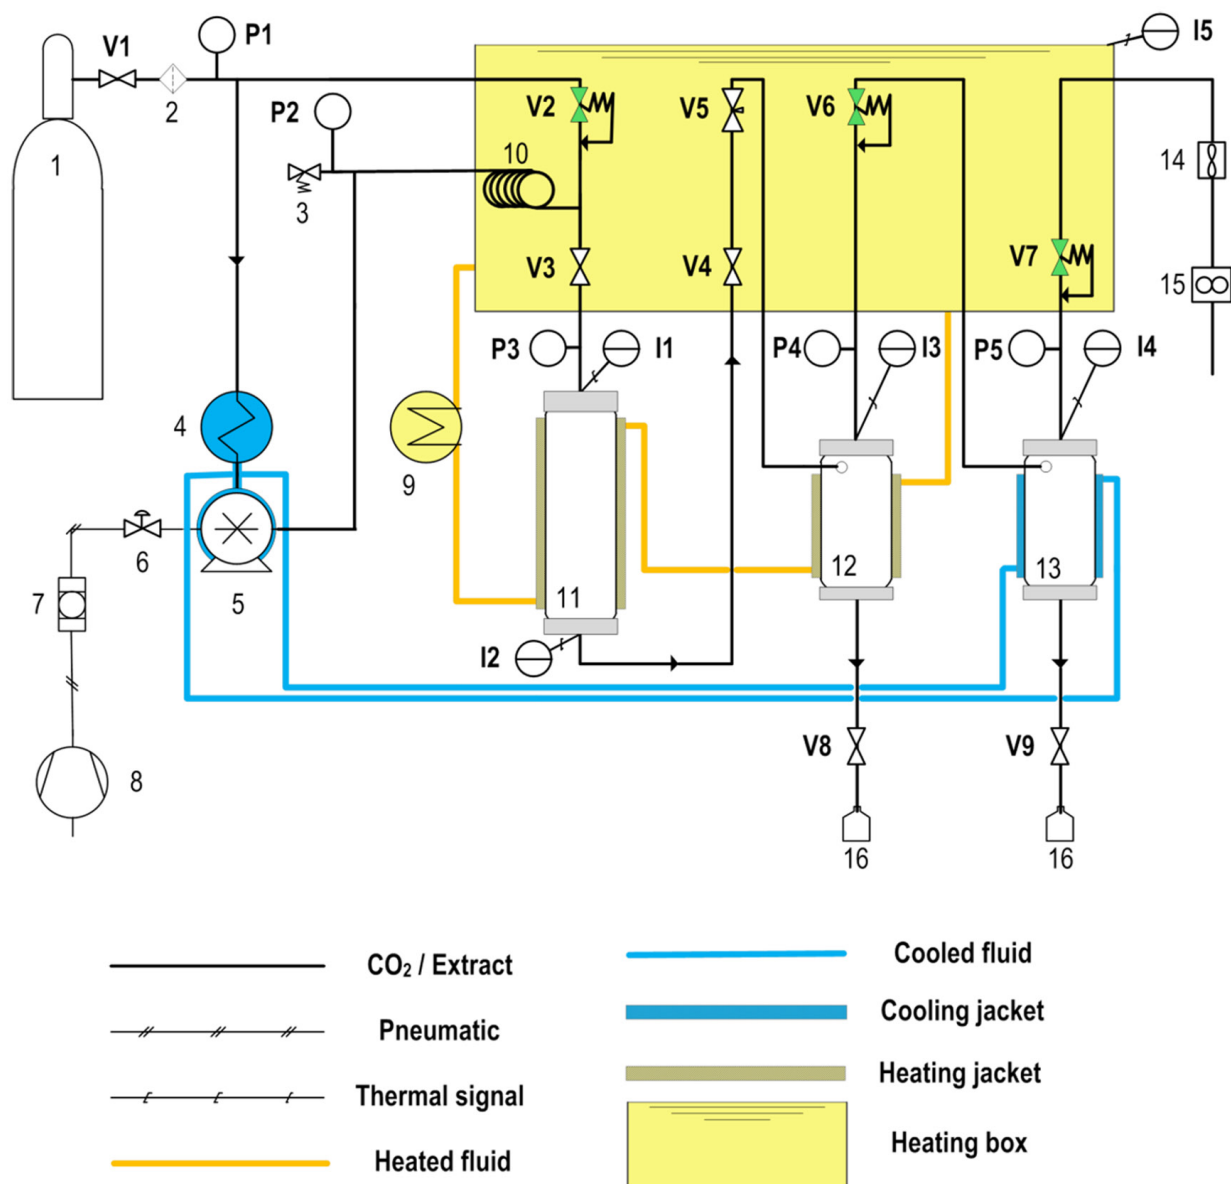 I5
P1
V1
2
P2
V2
V5
V6
10
14
1
3
V3
V4
V7
15
P3
I1
P4
I3
P5
I4
4
9
6
12
13
7
5
11
I2
V8
V9
8
16
16
CO₂ / Extract
Cooled fluid
Pneumatic
Cooling jacket
Thermal signal
Heating jacket
Heated fluid
Heating box